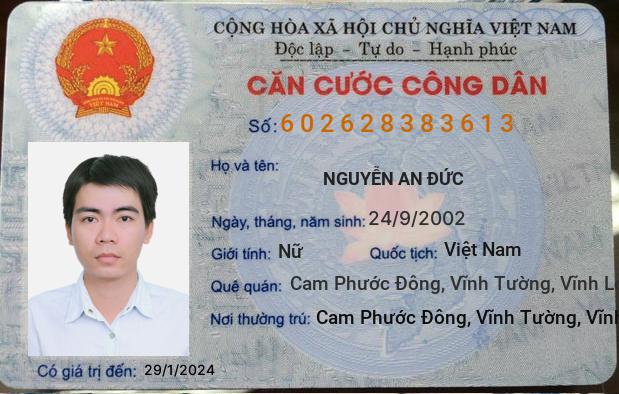 CỘNG HÒA XÃ HỘI CHỦ NGHĨA VIỆT NAM
Độc lập - Tự do - Hạnh phúc
CĂN CƯỚC CÔNG DÂN
Số: 602628383613
Họ và tên:
NGUYỄN AN ĐỨC
Ngày, tháng, năm sinh: 24/9/2002
Giới tính: Nữ Quốc tịch: Việt Nam
Quê quán: Cam Phước Đông, Vĩnh Tường, Vĩnh L
Nơi thường trú: Cam Phước Đông, Vĩnh Tường, Vĩnh
Có giá trị đến: 29/1/2024
VIỆT NAM